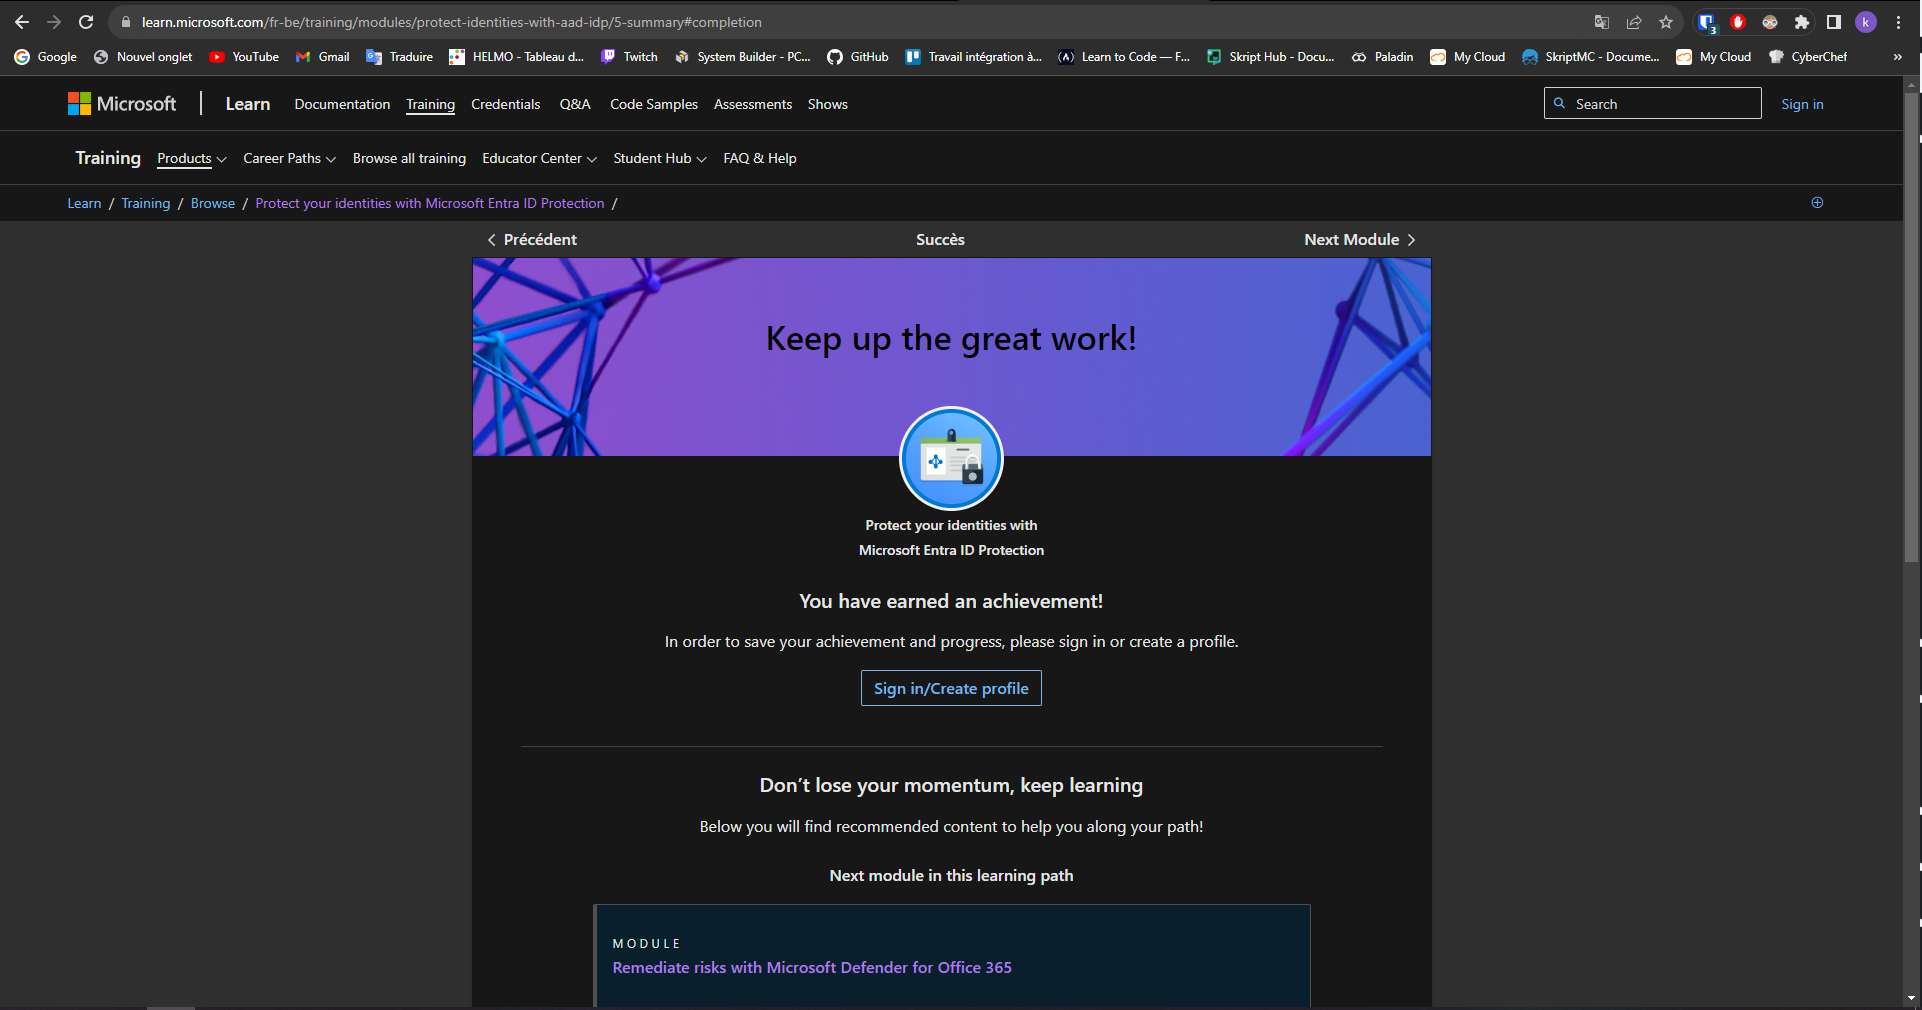 learn.microsoft.com/fr-be/training/modules/protect-identities-with-aad-idp/5-summary#completion
3 k
Google Nouvel onglet YouTube Gmail Traduire HELMO - Tableau d... Twitch System Builder - PC... GitHub Travail intégration à... Learn to Code — F... Skript Hub - Docu... Paladin My Cloud SkriptMC - Docume... My Cloud CyberChef »
Microsoft Learn Documentation Training Credentials Q&A Code Samples Assessments Shows Search Sign in
Training Products Career Paths Browse all training Educator Center Student Hub FAQ & Help
Learn / Training / Browse / Protect your identities with Microsoft Entra ID Protection /
Précédent Succès Next Module
Keep up the great work!
Protect your identities with
Microsoft Entra ID Protection
You have earned an achievement!
In order to save your achievement and progress, please sign in or create a profile.
Sign in/Create profile
Don’t lose your momentum, keep learning
Below you will find recommended content to help you along your path!
Next module in this learning path
MODULE
Remediate risks with Microsoft Defender for Office 365